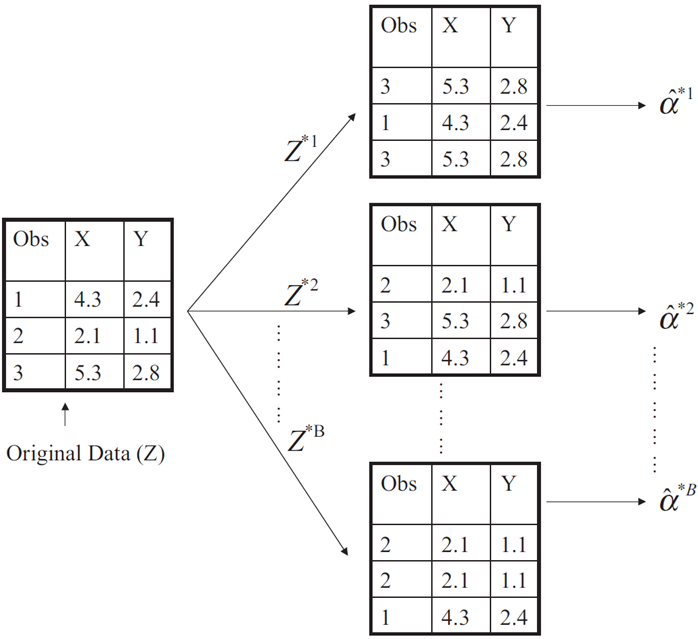 Obs X Y
3 5.3 2.8
1 4.3 2.4
3 5.3 2.8
α̂*1
Z*1
Obs X Y
1 4.3 2.4
2 2.1 1.1
3 5.3 2.8
Original Data (Z)
Z*2
Obs X Y
2 2.1 1.1
3 5.3 2.8
1 4.3 2.4
α̂*2
Z*B
Obs X Y
2 2.1 1.1
2 2.1 1.1
1 4.3 2.4
α̂*B